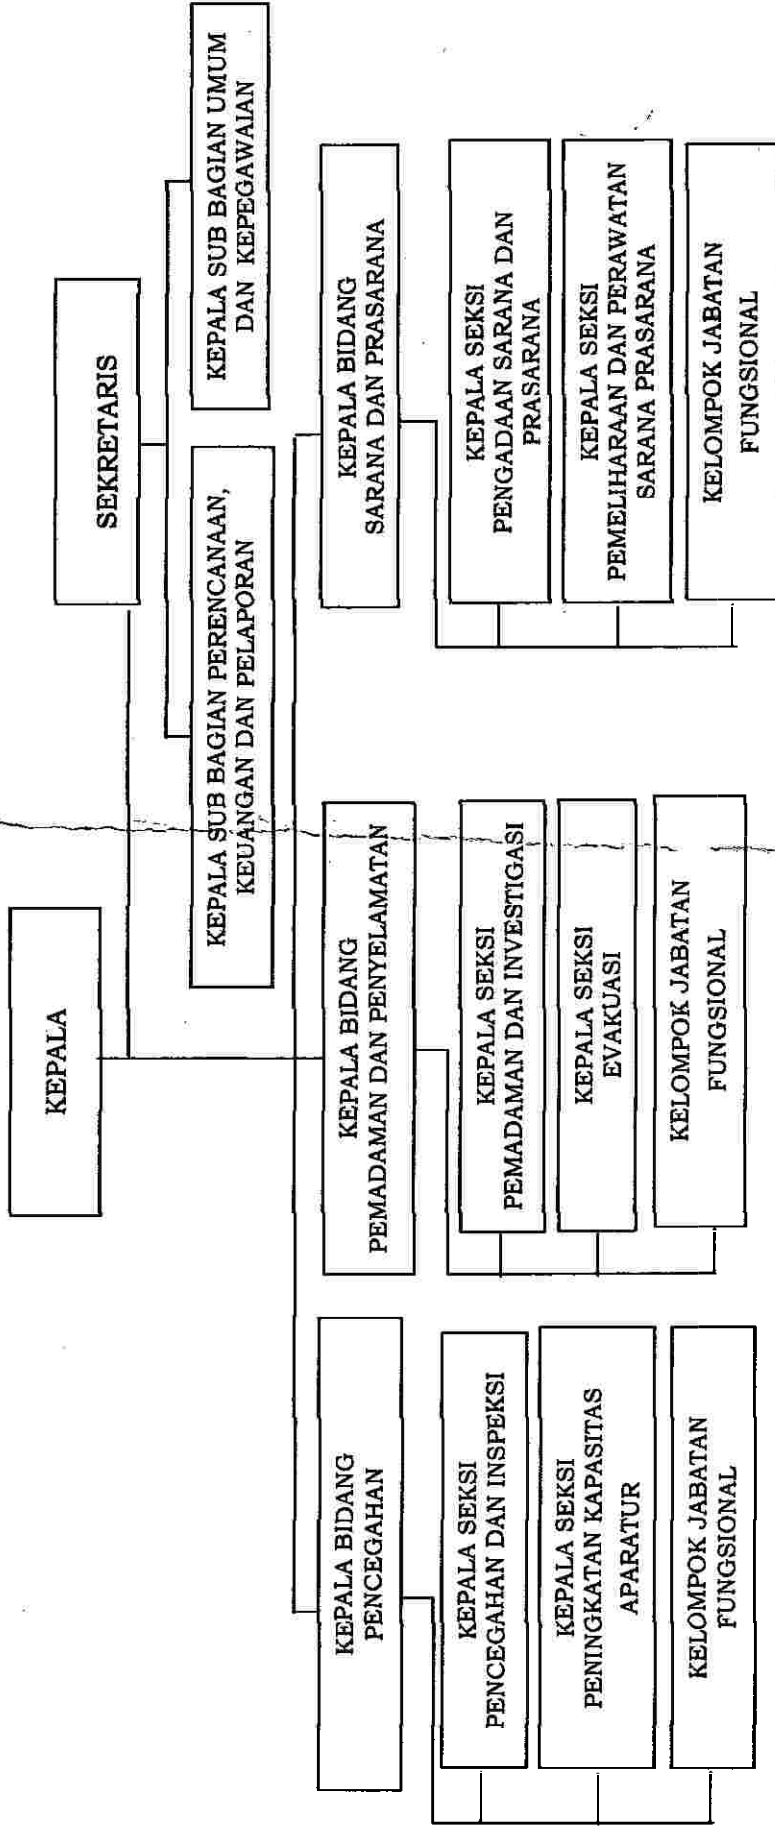 KEPALA
SEKRETARIS
KEPALA SUB BAGIAN PERENCANAAN,
KEUANGAN DAN PELAPORAN
KEPALA SUB BAGIAN UMUM
DAN KEPEGAWAIAN
KEPALA BIDANG
PENCEGAHAN
KEPALA SEKSI
PENCEGAHAN DAN INSPEKSI
KEPALA SEKSI
PENINGKATAN KAPASITAS
APARATUR
KELOMPOK JABATAN
FUNGSIONAL
KEPALA BIDANG
PEMADAMAN DAN PENYELAMATAN
KEPALA SEKSI
PEMADAMAN DAN INVESTIGASI
KEPALA SEKSI
EVAKUASI
KELOMPOK JABATAN
FUNGSIONAL
KEPALA BIDANG
SARANA DAN PRASARANA
KEPALA SEKSI
PENGADAAN SARANA DAN
PRASARANA
KEPALA SEKSI
PEMELIHARAAN DAN PERAWATAN
SARANA PRASARANA
KELOMPOK JABATAN
FUNGSIONAL